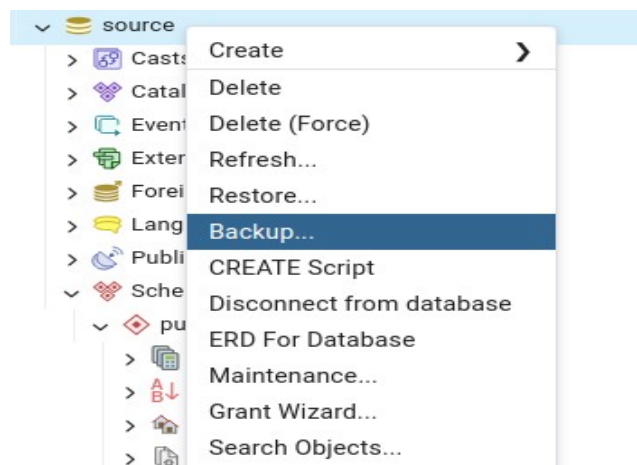 source
Create
Casts
Delete
Catal
Delete (Force)
Event
Refresh...
Exter
Restore...
Forei
Backup...
Lang
CREATE Script
Publi
Disconnect from database
Sche
ERD For Database
pu
Maintenance...
Grant Wizard...
Search Objects...